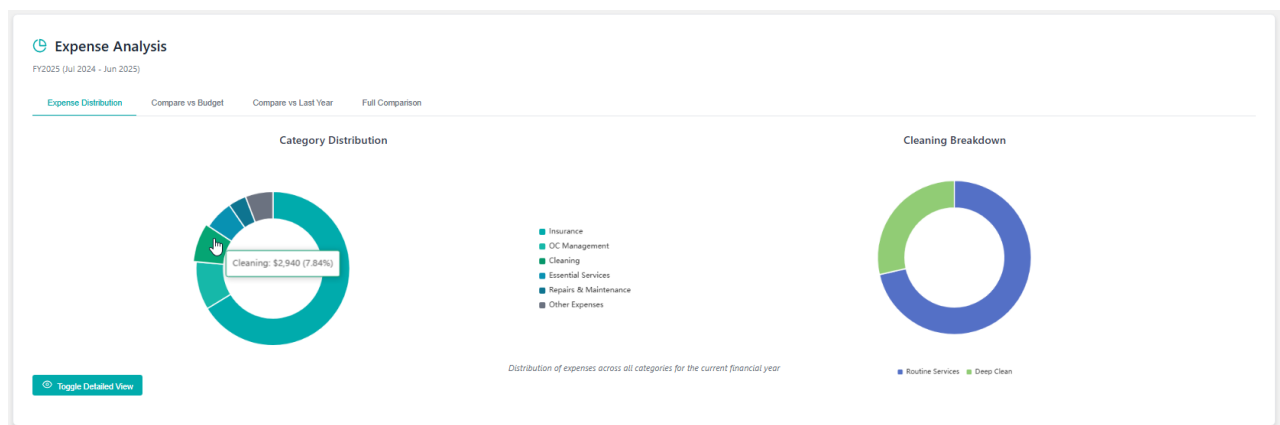 Expense Analysis
FY2025 (Jul 2024 - Jun 2025)
Expense Distribution
Compare vs Budget
Compare vs Last Year
Full Comparison
Category Distribution
Cleaning: $2,940 (7.84%)
Insurance
OC Management
Cleaning
Essential Services
Repairs & Maintenance
Other Expenses
Cleaning Breakdown
Routine Services
Deep Clean
Distribution of expenses across all categories for the current financial year
Toggle Detailed View